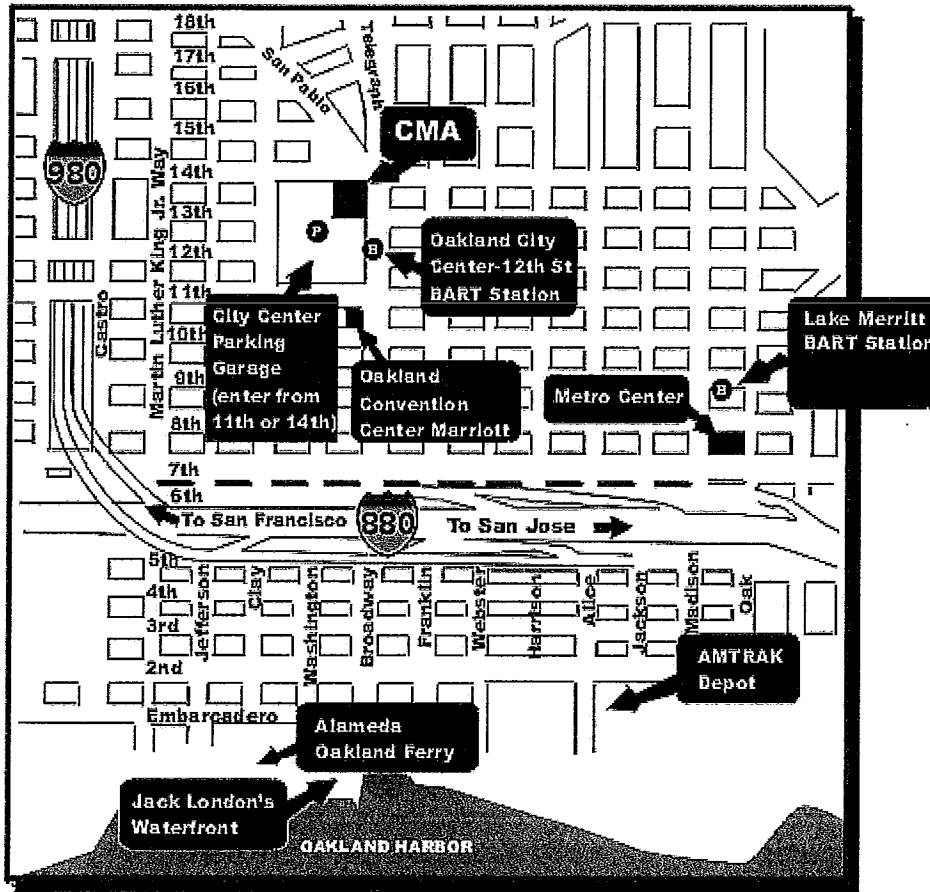 18th
17th
16th
15th
14th
13th
12th
11th
10th
9th
8th
7th
6th
5th
4th
3rd
2nd
Embarcadero
San Pablo
Telegraph
CMA
980
Martin Luther King Jr. Way
Castro
P
B
Oakland City
Center-12th St
BART Station
City Center
Parking
Garage
(enter from
11th or 14th)
Oakland
Convention
Center Marriott
Lake Merritt
BART Station
B
Metro Center
To San Francisco
880
To San Jose
Jefferson
Clay
Washington
Broadway
Franklin
Webster
Harrison
Alice
Jackson
Madison
Oak
AMTRAK
Depot
Alameda
Oakland Ferry
Jack London's
Waterfront
OAKLAND HARBOR